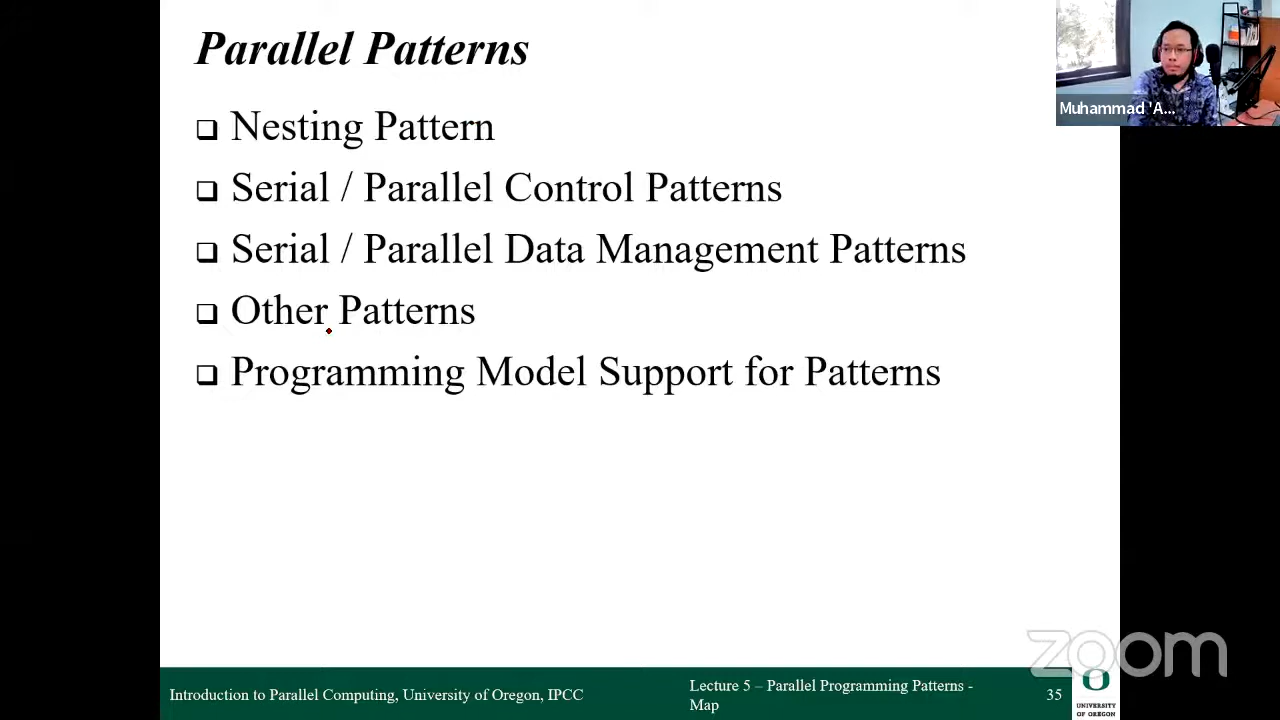 Parallel Patterns
Nesting Pattern
Serial / Parallel Control Patterns
Serial / Parallel Data Management Patterns
Other Patterns
Programming Model Support for Patterns
Muhammad 'A...
zoom
Introduction to Parallel Computing, University of Oregon, IPCC
Lecture 5 – Parallel Programming Patterns -
Map
35
O
UNIVERSITY
OF OREGON